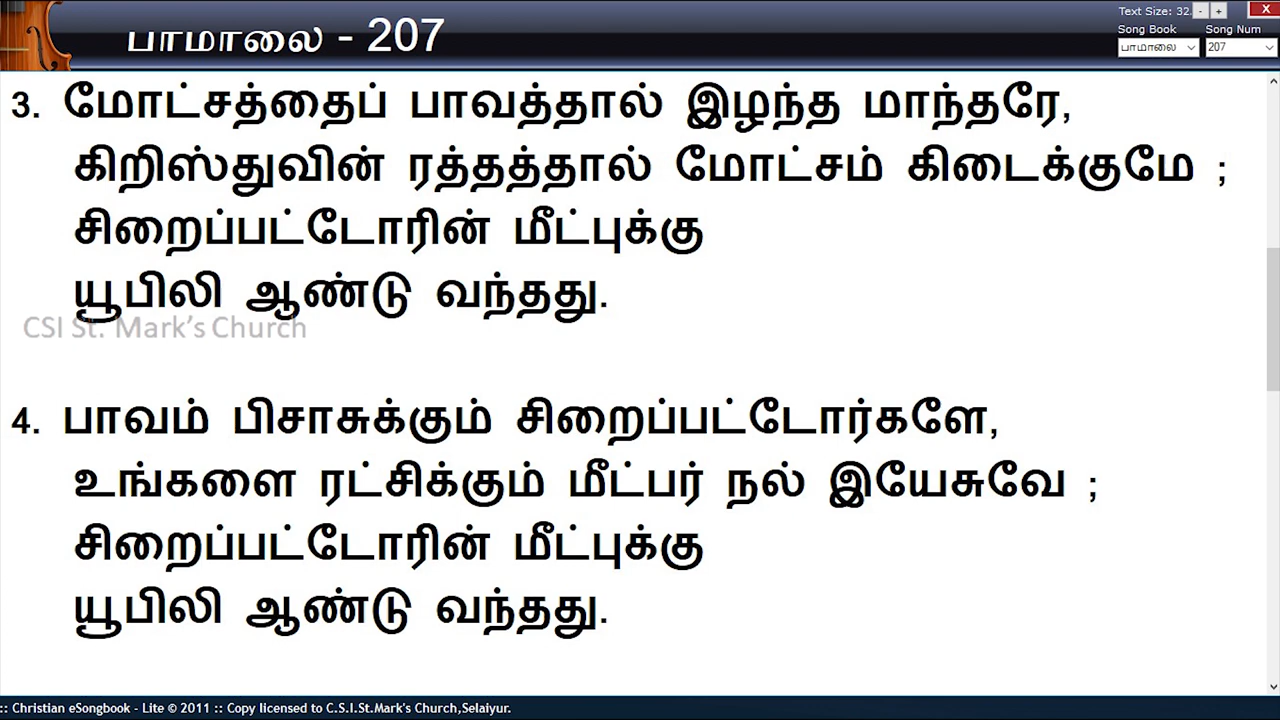 பாமாலை - 207
Text Size: 32 - +
X
Song Book Song Num
பாமாலை 207
3. மோட்சத்தைப் பாவத்தால் இழந்த மாந்தரே,
கிறிஸ்துவின் ரத்தத்தால் மோட்சம் கிடைக்குமே ;
சிறைப்பட்டோரின் மீட்புக்கு
யூபிலி ஆண்டு வந்தது.
CSI St. Mark's Church
4. பாவம் பிசாசுக்கும் சிறைப்பட்டோர்களே,
உங்களை ரட்சிக்கும் மீட்பர் நல் இயேசுவே ;
சிறைப்பட்டோரின் மீட்புக்கு
யூபிலி ஆண்டு வந்தது.
:: Christian eSongbook - Lite © 2011 :: Copy licensed to C.S.I.St.Mark's Church,Selaiyur.